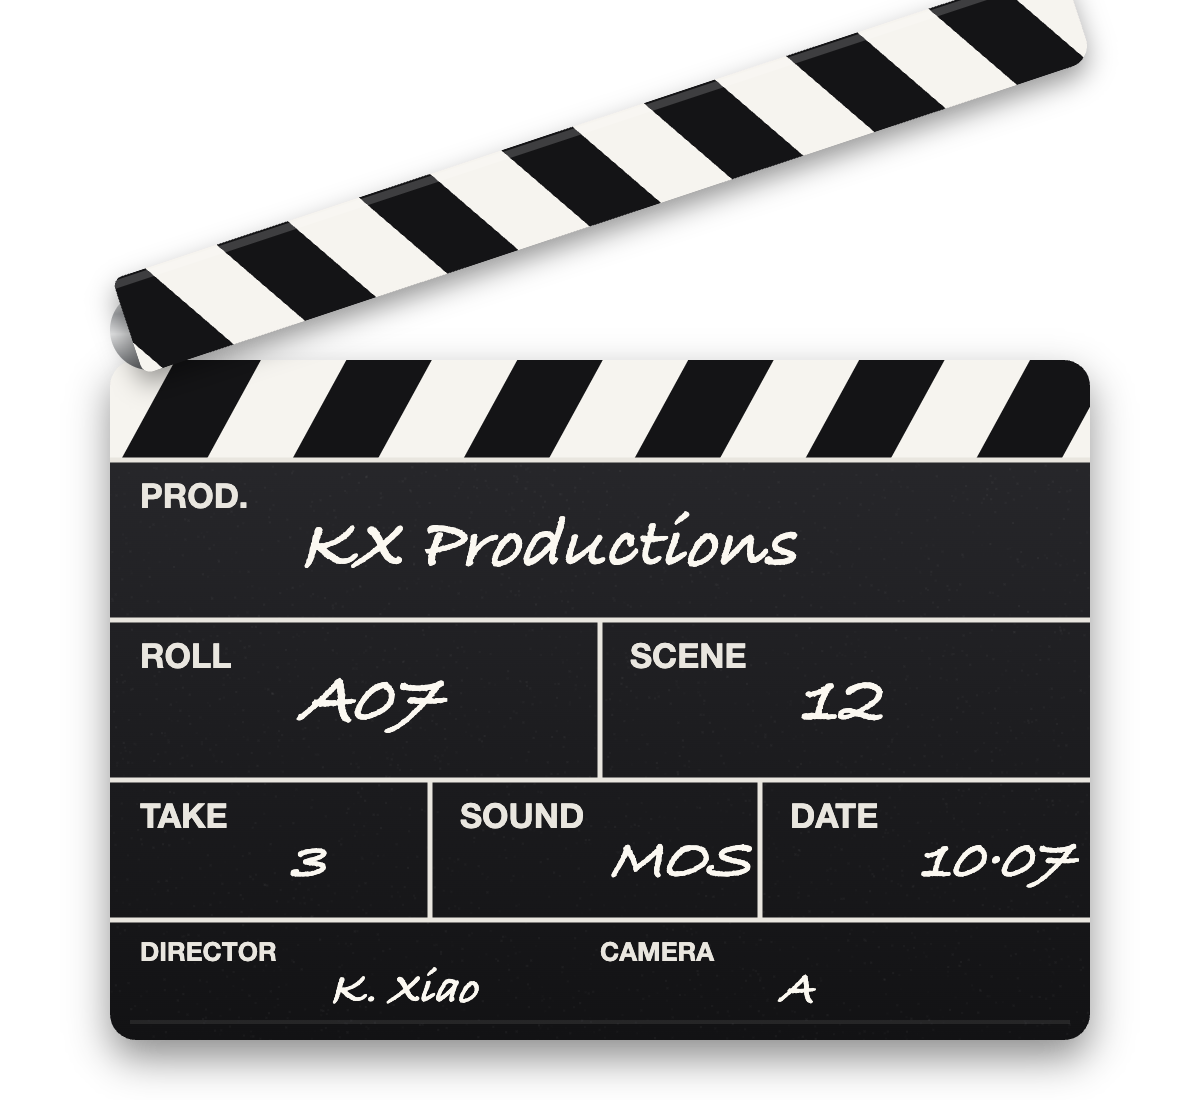 PROD.
KX Productions
ROLL
A07
SCENE
12
TAKE
3
SOUND
MOS
DATE
10·07
DIRECTOR
K. Xiao
CAMERA
A